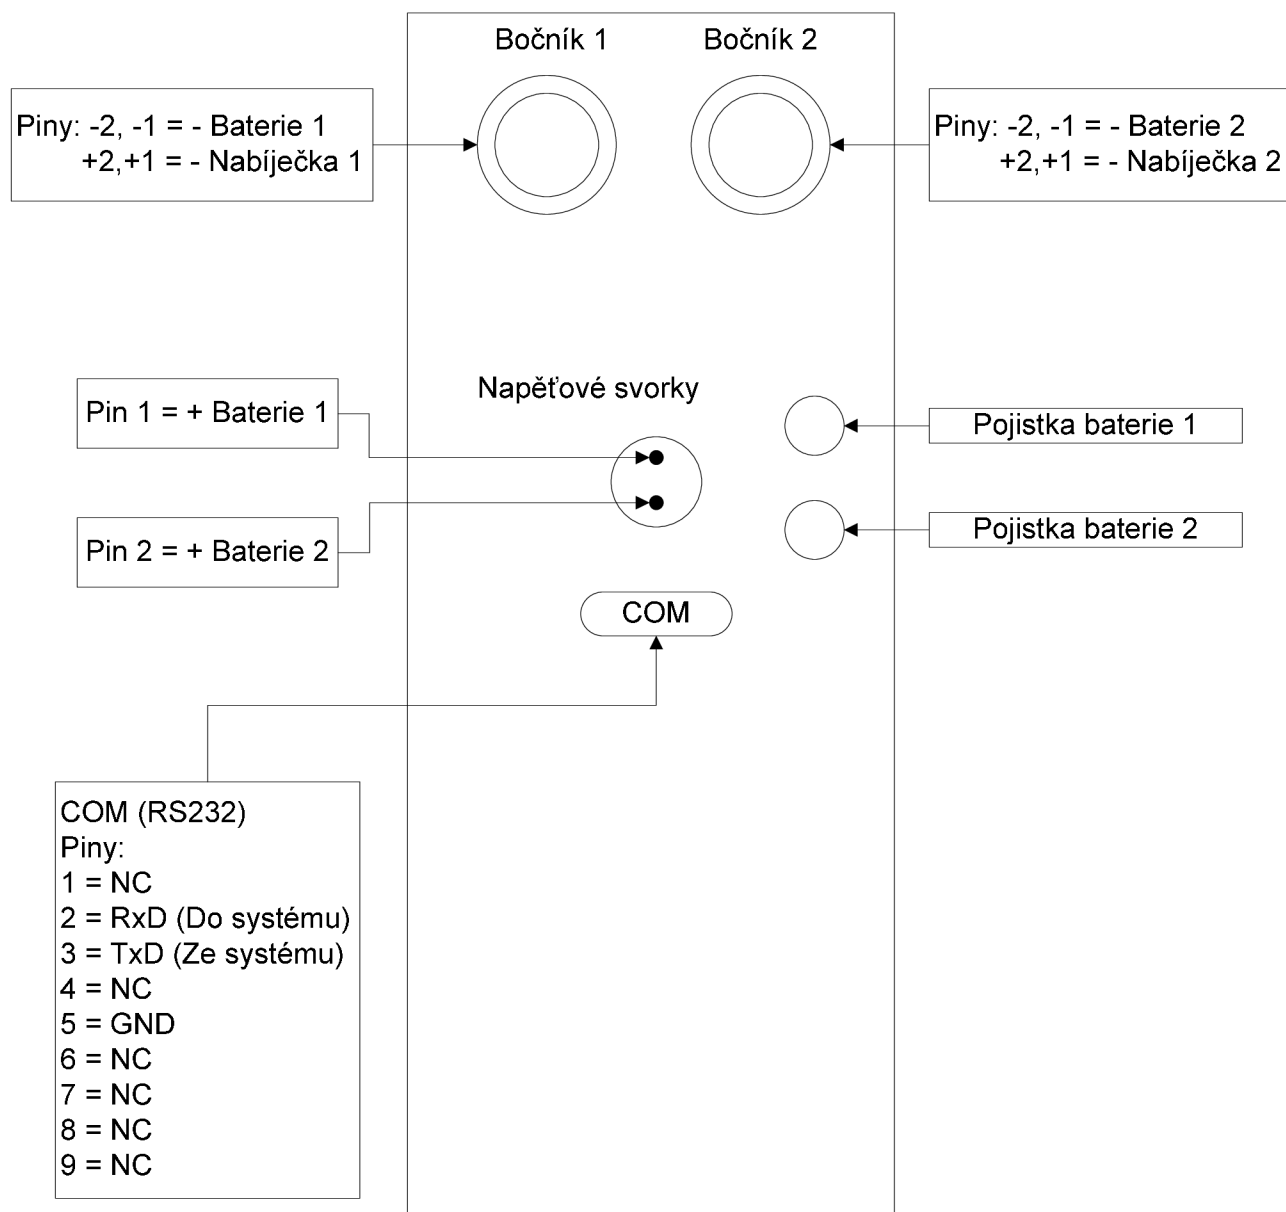 Bočník 1
Bočník 2
Piny: -2, -1 = - Baterie 1
+2,+1 = - Nabíječka 1
Piny: -2, -1 = - Baterie 2
+2,+1 = - Nabíječka 2
Napěťové svorky
Pin 1 = + Baterie 1
Pojistka baterie 1
Pin 2 = + Baterie 2
Pojistka baterie 2
COM
COM (RS232)
Piny:
1 = NC
2 = RxD (Do systému)
3 = TxD (Ze systému)
4 = NC
5 = GND
6 = NC
7 = NC
8 = NC
9 = NC